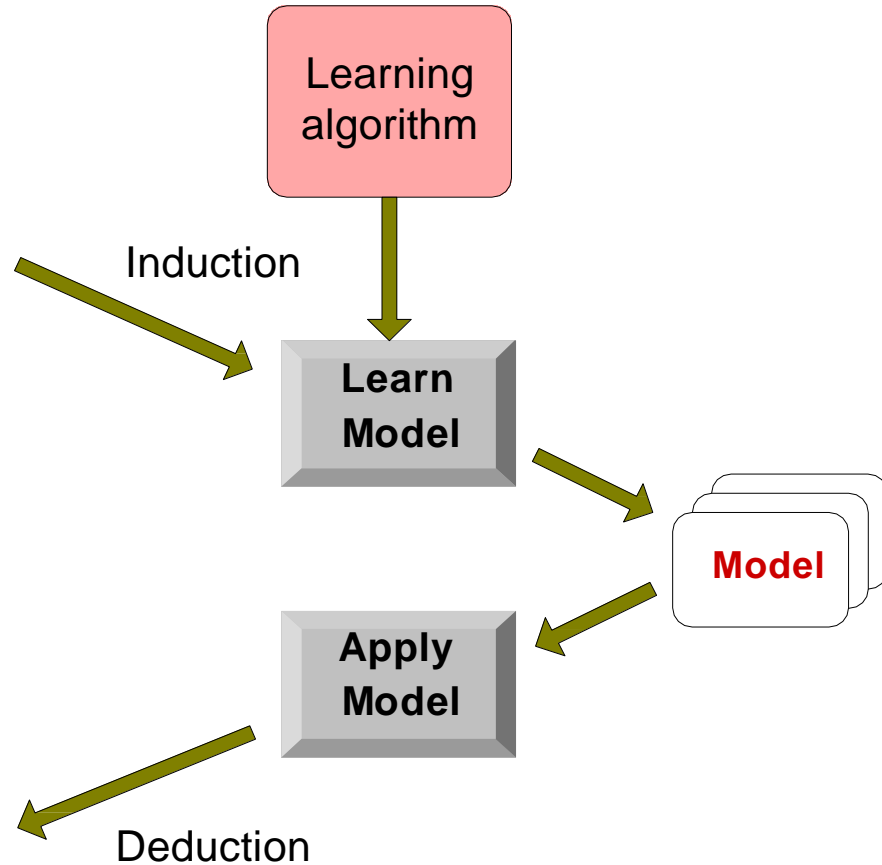 Learning
algorithm
Induction
Learn
Model
Model
Apply
Model
Deduction